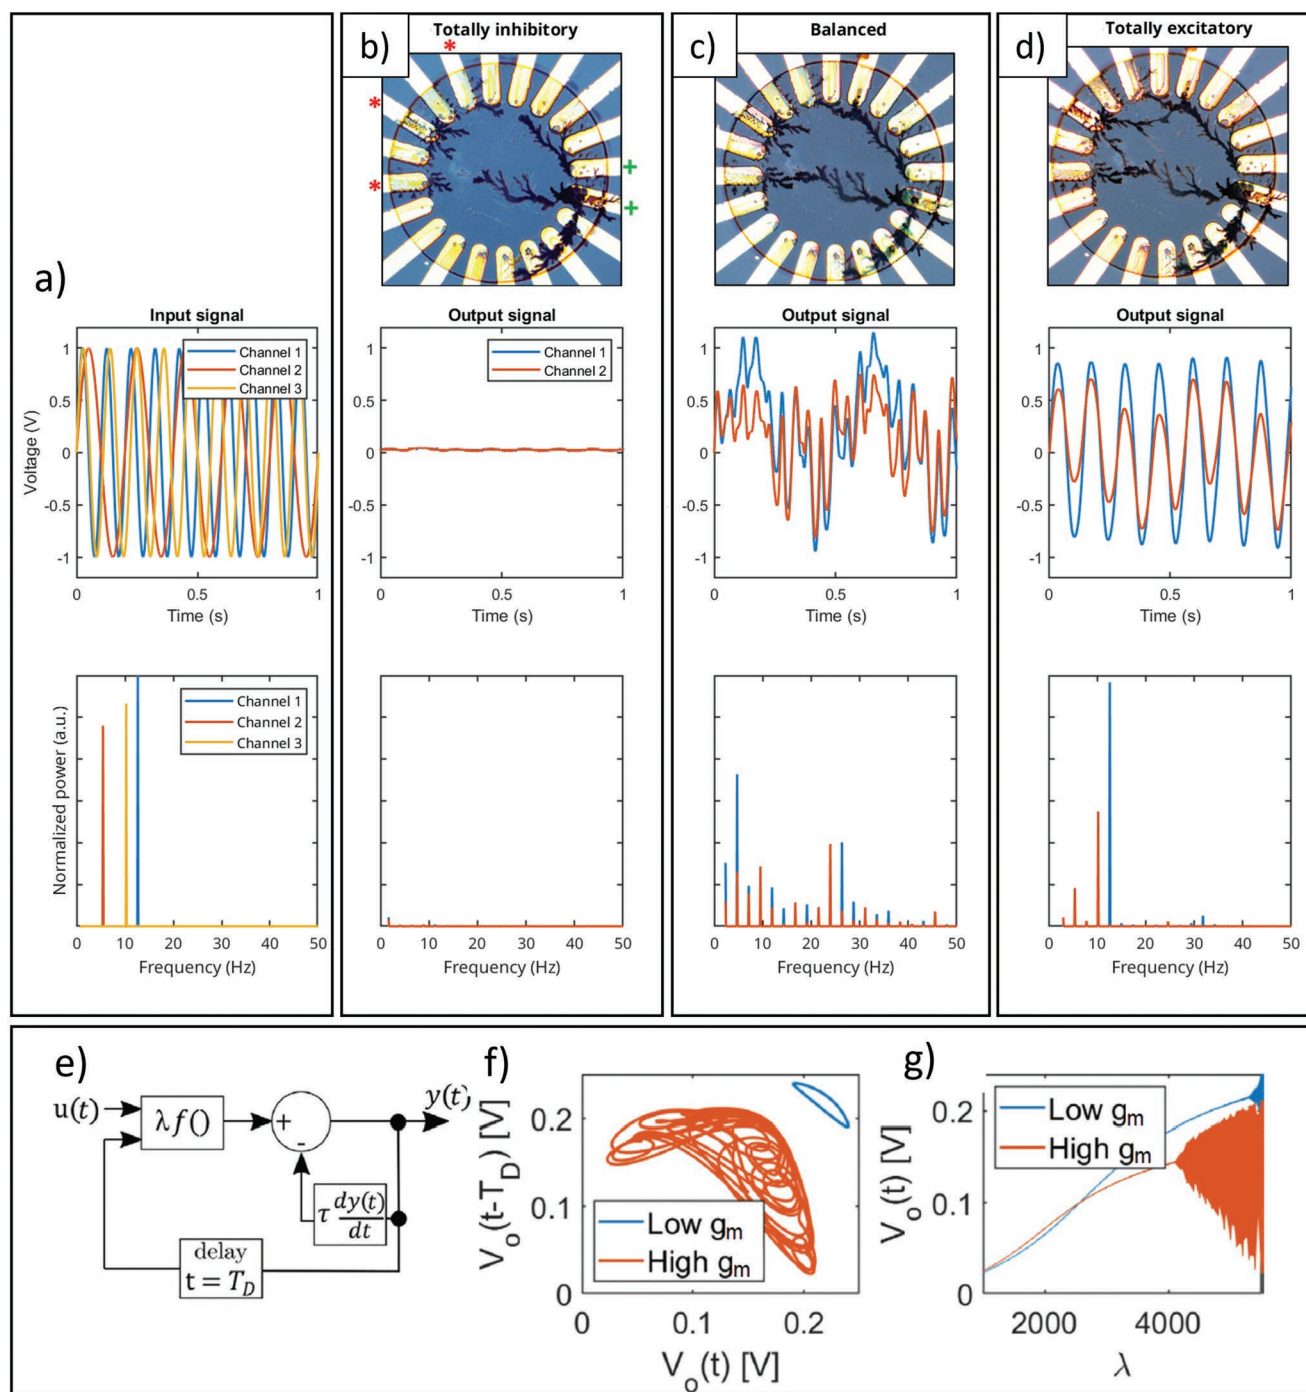 a)
Input signal
Channel 1
Channel 2
Channel 3
1
0.5
0
-0.5
-1
Voltage (V)
0
0.5
1
Time (s)
Channel 1
Channel 2
Channel 3
Normalized power (a.u.)
0
10
20
30
40
50
Frequency (Hz)
b)
Totally inhibitory
*
*
*
+
+
Output signal
Channel 1
Channel 2
1
0.5
0
-0.5
-1
0
0.5
1
Time (s)
0
10
20
30
40
50
Frequency (Hz)
c)
Balanced
Output signal
1
0.5
0
-0.5
-1
0
0.5
1
Time (s)
0
10
20
30
40
50
Frequency (Hz)
d)
Totally excitatory
Output signal
1
0.5
0
-0.5
-1
0
0.5
1
Time (s)
0
10
20
30
40
50
Frequency (Hz)
e)
u(t)
λf()
+
-
y(t)
τ dy(t)/dt
delay
t = T_D
f)
V_o(t-T_D) [V]
0.2
0.1
0
Low g_m
High g_m
0
0.1
0.2
V_o(t) [V]
g)
V_o(t) [V]
0.2
0.1
0
Low g_m
High g_m
2000
4000
λ